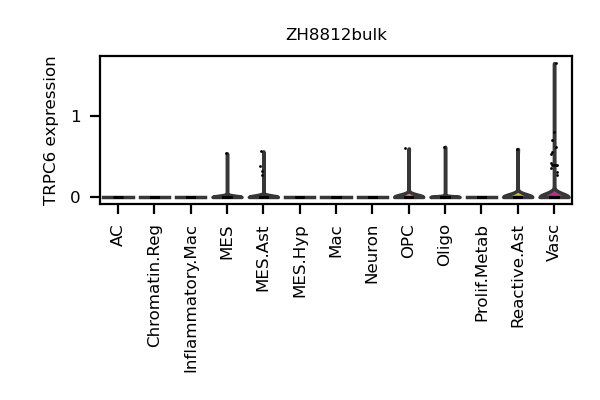 ZH8812bulk
TRPC6 expression
1
0
AC
Chromatin.Reg
Inflammatory.Mac
MES
MES.Ast
MES.Hyp
Mac
Neuron
OPC
Oligo
Prolif.Metab
Reactive.Ast
Vasc